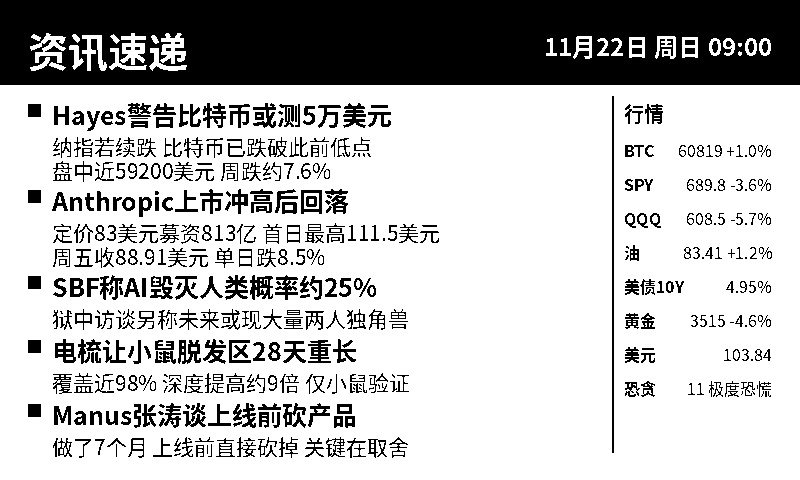 资讯速递
11月22日 周日 09:00
Hayes警告比特币或测5万美元
纳指若续跌 比特币已跌破此前低点
盘中近59200美元 周跌约7.6%
Anthropic上市冲高后回落
定价83美元募资813亿 首日最高111.5美元
周五收88.91美元 单日跌8.5%
SBF称AI毁灭人类概率约25%
狱中访谈另称未来或现大量两人独角兽
电梳让小鼠脱发区28天重长
覆盖近98% 深度提高约9倍 仅小鼠验证
Manus张涛谈上线前砍产品
做了7个月 上线前直接砍掉 关键在取舍
行情
BTC 60819 +1.0%
SPY 689.8 -3.6%
QQQ 608.5 -5.7%
油 83.41 +1.2%
美债10Y 4.95%
黄金 3515 -4.6%
美元 103.84
恐贪 11 极度恐慌